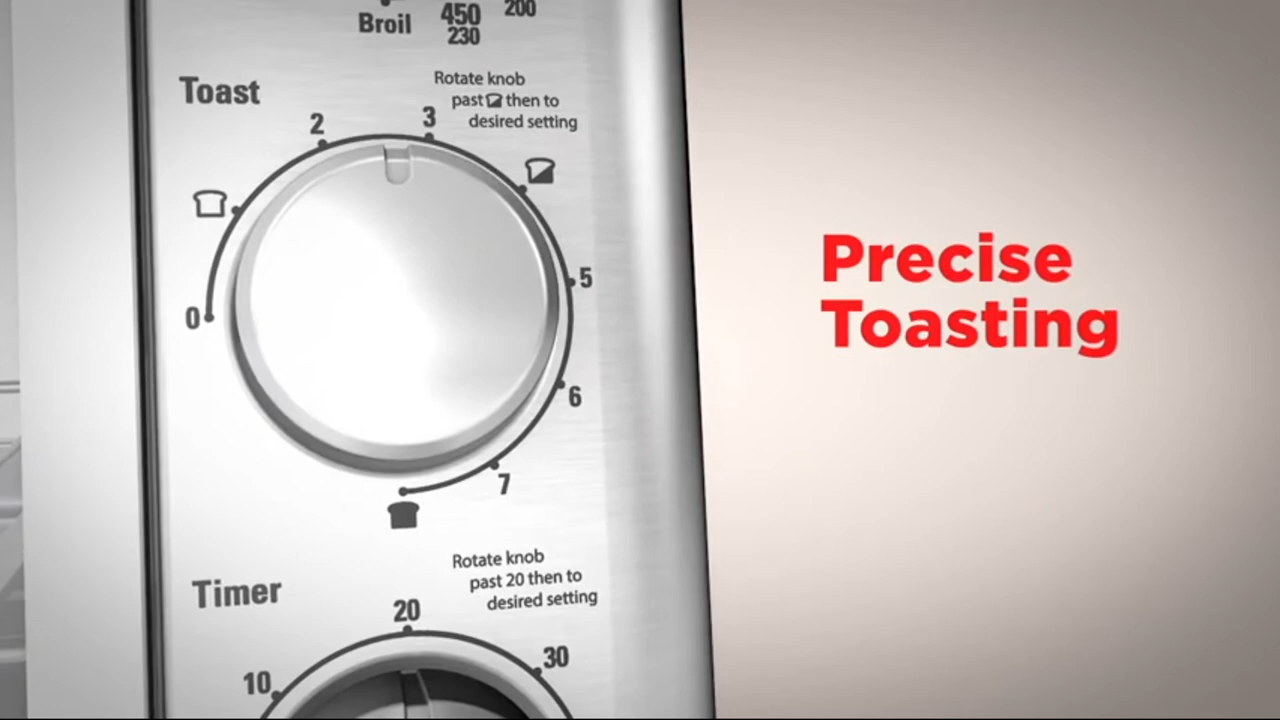 Broil
450
230
200
Toast
Rotate knob
past then to
desired setting
2
3
5
0
6
7
Timer
Rotate knob
past 20 then to
desired setting
20
30
10
Precise
Toasting